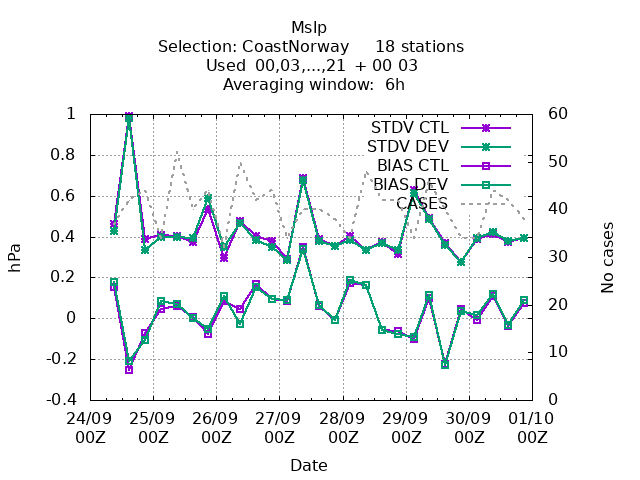 Mslp
Selection: CoastNorway 18 stations
Used 00,03,...,21 + 00 03
Averaging window: 6h
STDV CTL
STDV DEV
BIAS CTL
BIAS DEV
CASES
1
0.8
0.6
0.4
0.2
0
-0.2
-0.4
hPa
60
50
40
30
20
10
0
No cases
24/09 25/09 26/09 27/09 28/09 29/09 30/09 01/10
00Z 00Z 00Z 00Z 00Z 00Z 00Z 00Z
Date